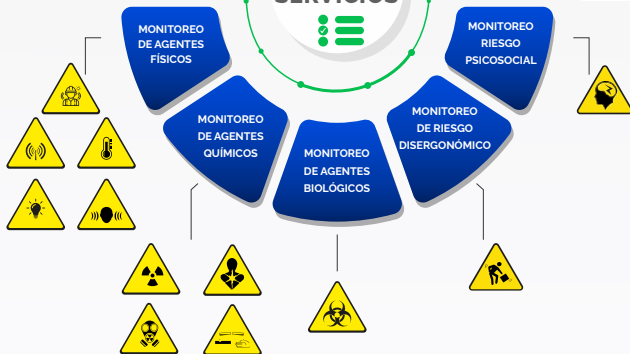 SERVICIOS
MONITOREO
DE AGENTES
FÍSICOS
MONITOREO
DE AGENTES
QUÍMICOS
MONITOREO
DE AGENTES
BIOLÓGICOS
MONITOREO
DE RIESGO
DISERGONÓMICO
MONITOREO
RIESGO
PSICOSOCIAL